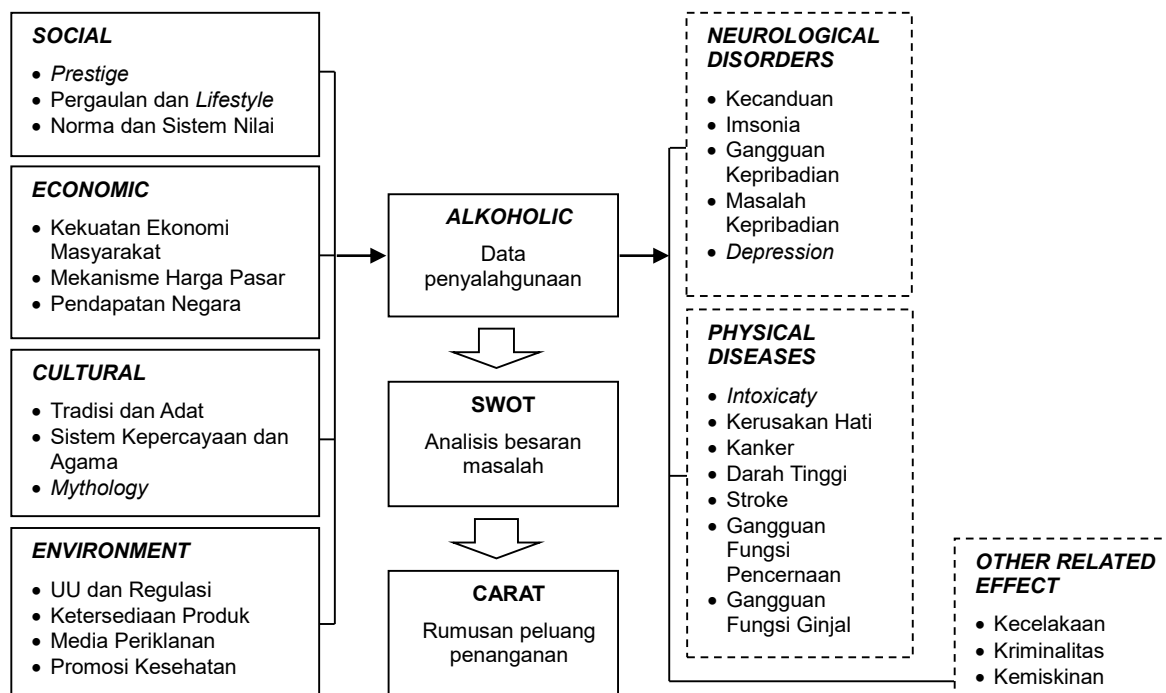 SOCIAL
• Prestige
• Pergaulan dan Lifestyle
• Norma dan Sistem Nilai
ECONOMIC
• Kekuatan Ekonomi
Masyarakat
• Mekanisme Harga Pasar
• Pendapatan Negara
CULTURAL
• Tradisi dan Adat
• Sistem Kepercayaan dan
Agama
• Mythology
ENVIRONMENT
• UU dan Regulasi
• Ketersediaan Produk
• Media Periklanan
• Promosi Kesehatan
ALKOHOLIC
Data
penyalahgunaan
SWOT
Analisis besaran
masalah
CARAT
Rumusan peluang
penanganan
NEUROLOGICAL
DISORDERS
• Kecanduan
• Imsonia
• Gangguan
Kepribadian
• Masalah
Kepribadian
• Depression
PHYSICAL
DISEASES
• Intoxicaty
• Kerusakan Hati
• Kanker
• Darah Tinggi
• Stroke
• Gangguan
Fungsi
Pencernaan
• Gangguan
Fungsi Ginjal
OTHER RELATED
EFFECT
• Kecelakaan
• Kriminalitas
• Kemiskinan